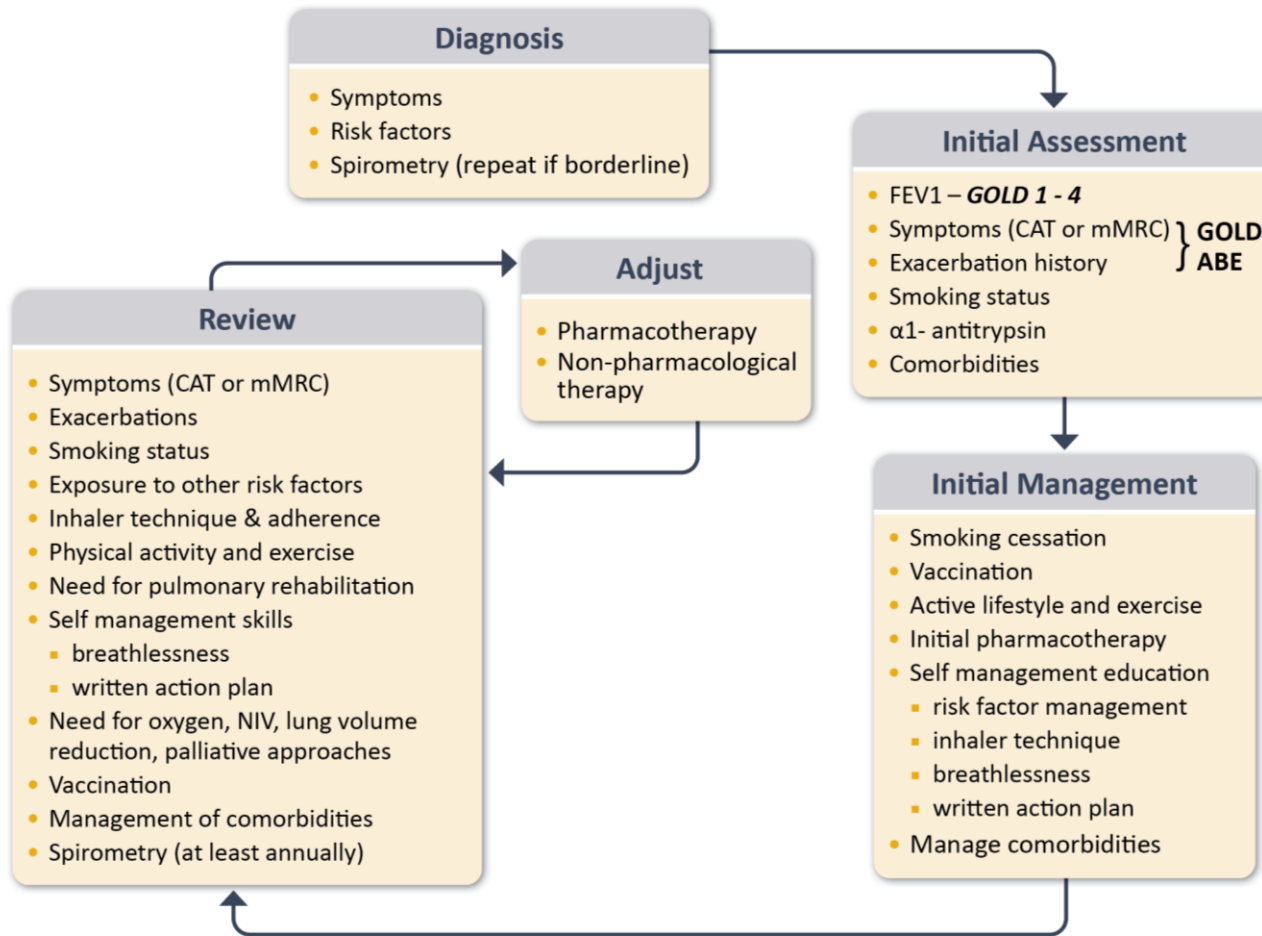 Diagnosis
• Symptoms
• Risk factors
• Spirometry (repeat if borderline)
Initial Assessment
• FEV1 – GOLD 1 - 4
• Symptoms (CAT or mMRC)
• Exacerbation history
} GOLD
ABE
• Smoking status
• α1- antitrypsin
• Comorbidities
Initial Management
• Smoking cessation
• Vaccination
• Active lifestyle and exercise
• Initial pharmacotherapy
• Self management education
▪ risk factor management
▪ inhaler technique
▪ breathlessness
▪ written action plan
• Manage comorbidities
Review
• Symptoms (CAT or mMRC)
• Exacerbations
• Smoking status
• Exposure to other risk factors
• Inhaler technique & adherence
• Physical activity and exercise
• Need for pulmonary rehabilitation
• Self management skills
▪ breathlessness
▪ written action plan
• Need for oxygen, NIV, lung volume
reduction, palliative approaches
• Vaccination
• Management of comorbidities
• Spirometry (at least annually)
Adjust
• Pharmacotherapy
• Non-pharmacological
therapy